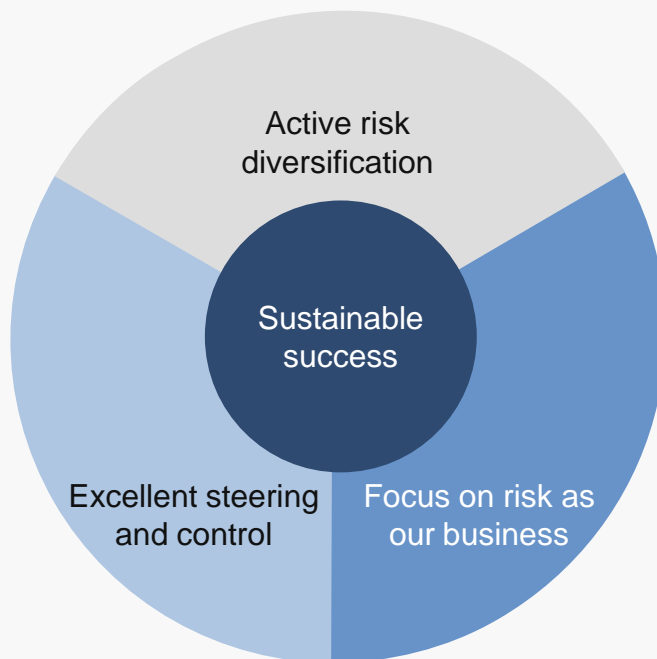 Active risk
diversification
Sustainable
success
Excellent steering
and control
Focus on risk as
our business